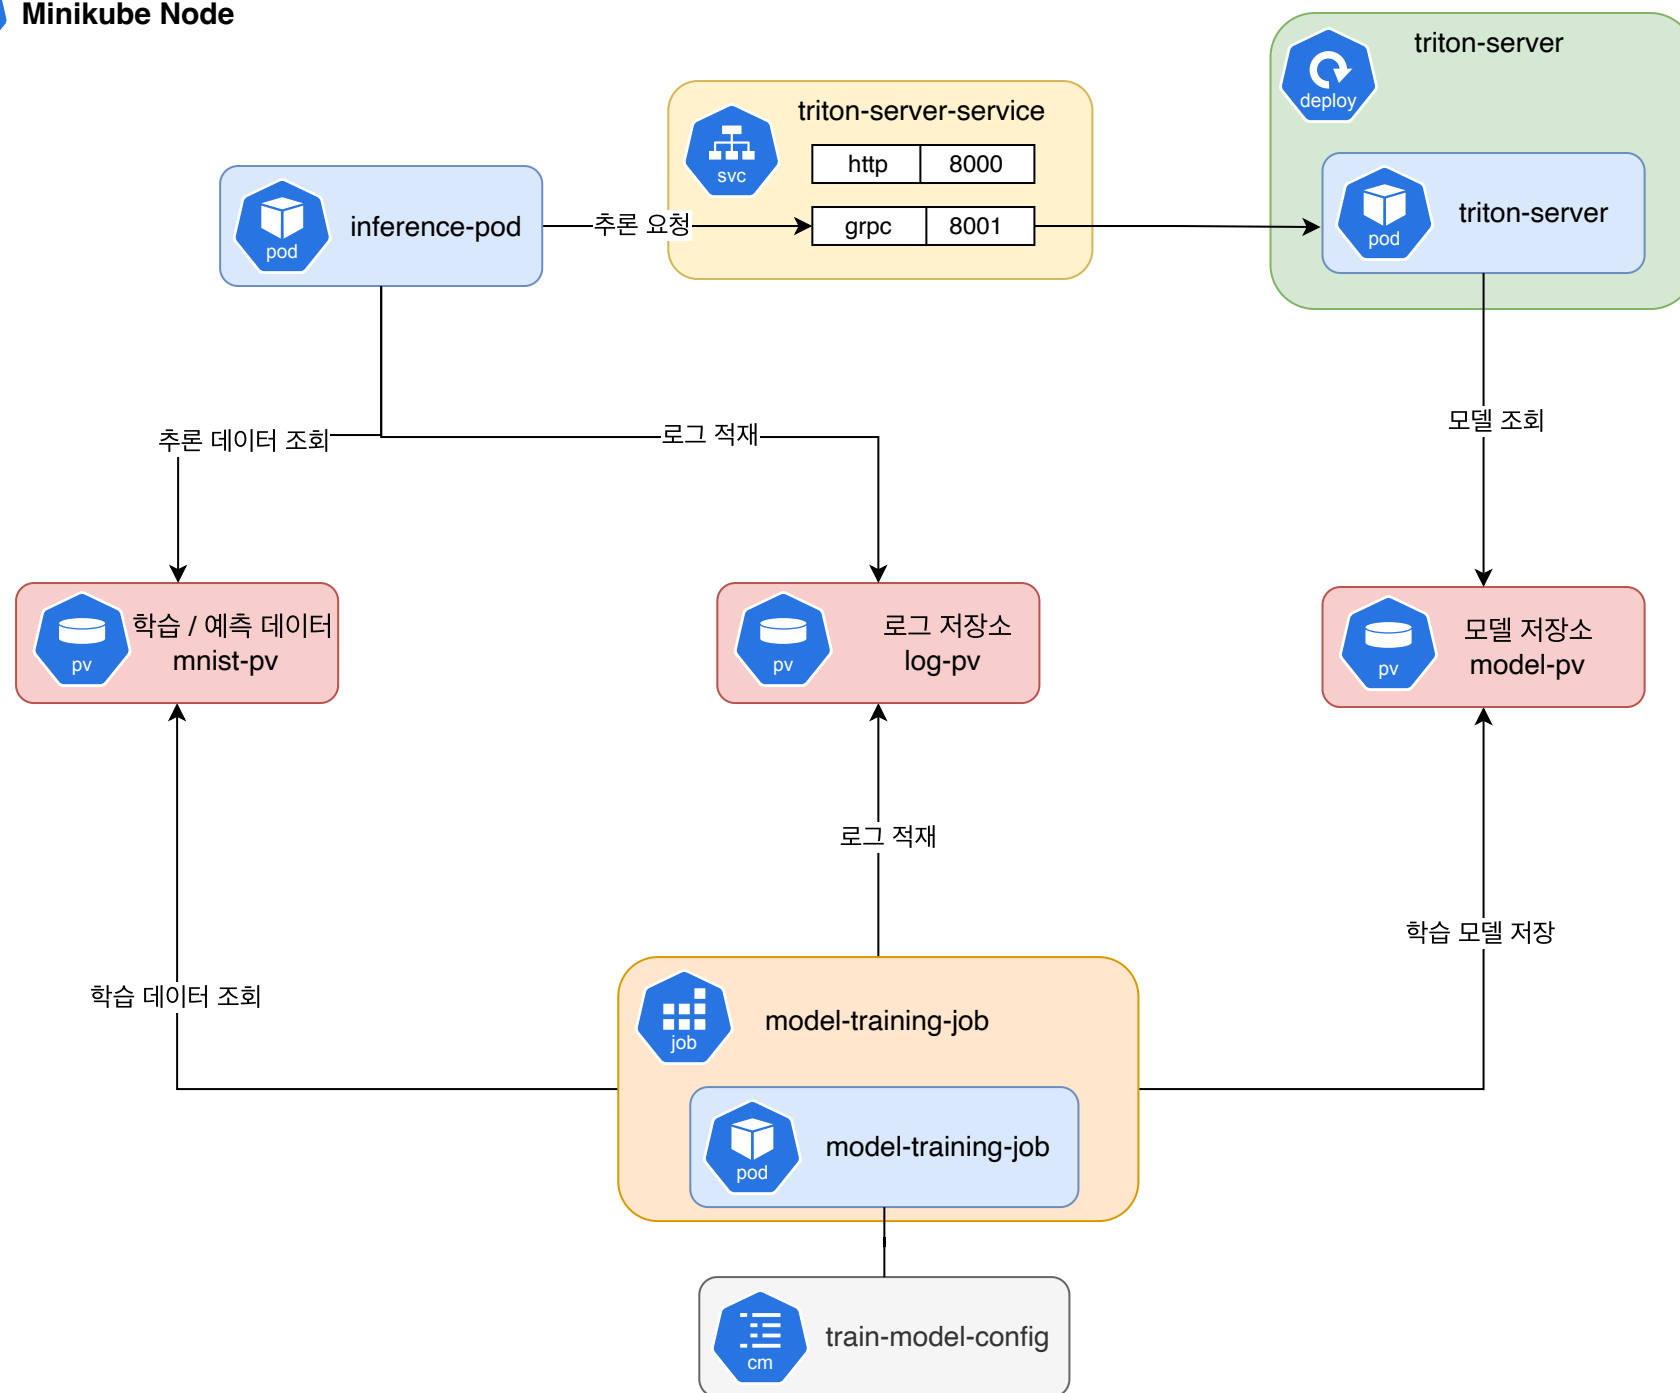 Minikube Node
triton-server
deploy
triton-server-service
svc
http 8000
grpc 8001
inference-pod
pod
추론 요청
triton-server
pod
추론 데이터 조회
로그 적재
모델 조회
학습 / 예측 데이터
mnist-pv
pv
로그 저장소
log-pv
pv
모델 저장소
model-pv
pv
로그 적재
학습 모델 저장
학습 데이터 조회
model-training-job
job
model-training-job
pod
train-model-config
cm